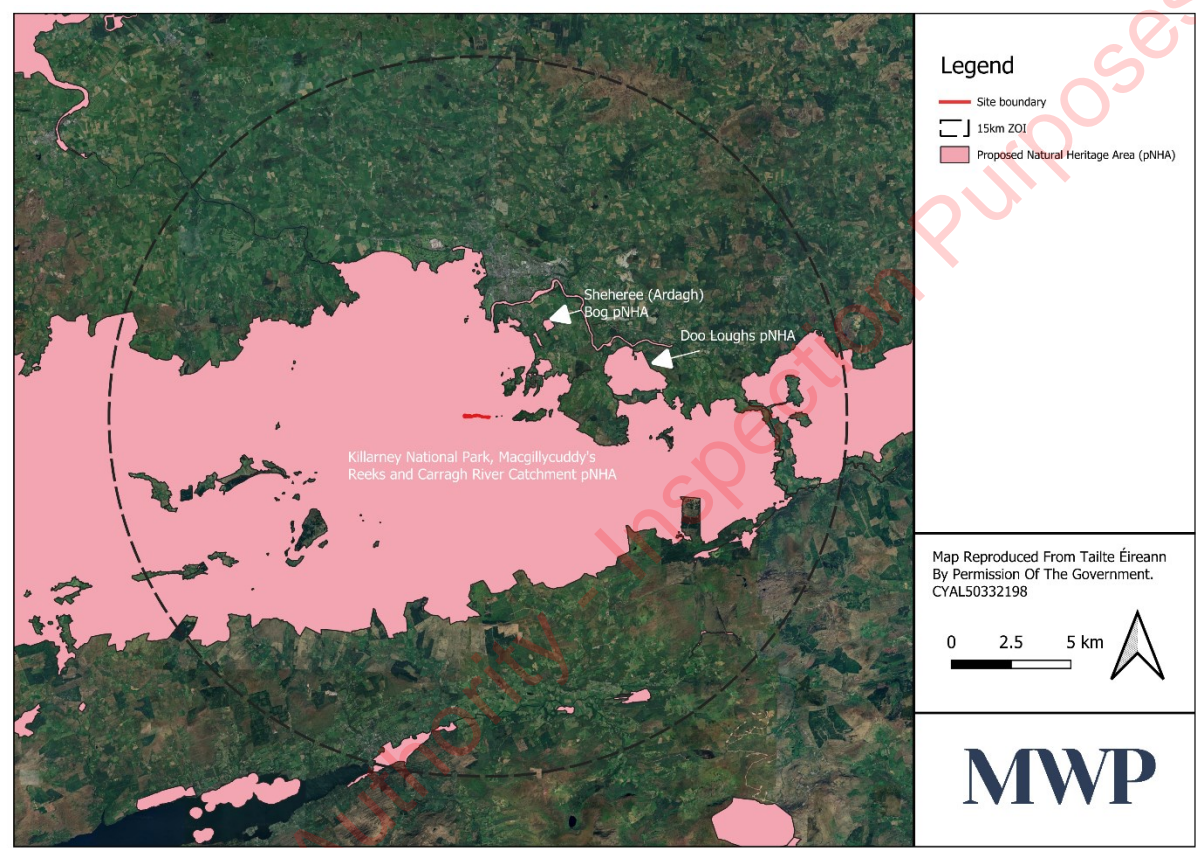 Sheheree (Ardagh)
Bog pNHA
Doo Loughs pNHA
Killarney National Park, Macgillycuddy's
Reeks and Carragh River Catchment pNHA
Legend
Site boundary
15km ZOI
Proposed Natural Heritage Area (pNHA)
Map Reproduced From Tailte Éireann
By Permission Of The Government.
CYAL50332198
0 2.5 5 km
MWP
Authority - Inspection Purposes